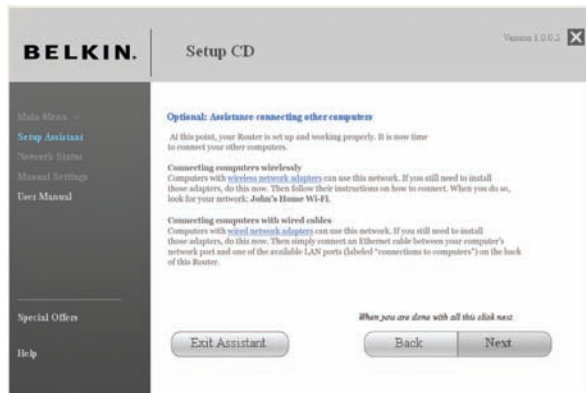 BELKIN.
Setup CD
Version 1.0.0.3
Main Menu
Setup Assistant
Network Status
Manual Settings
User Manual
Special Offers
Help
Optional: Assistance connecting other computers
At this point, your Router is set up and working properly. It is now time
to connect your other computers.
Connecting computers wirelessly
Computers with wireless network adapters can use this network. If you still need to install
those adapters, do this now. Then follow their instructions on how to connect. When you do so,
look for your network: John's Home Wi-Fi.
Connecting computers with wired cables
Computers with wired network adapters can use this network. If you still need to install
those adapters, do this now. Then simply connect an Ethernet cable between your computer's
network port and one of the available LAN ports (labeled "connections to computers") on the back
of this Router.
When you are done with all this click next.
Exit Assistant
Back
Next